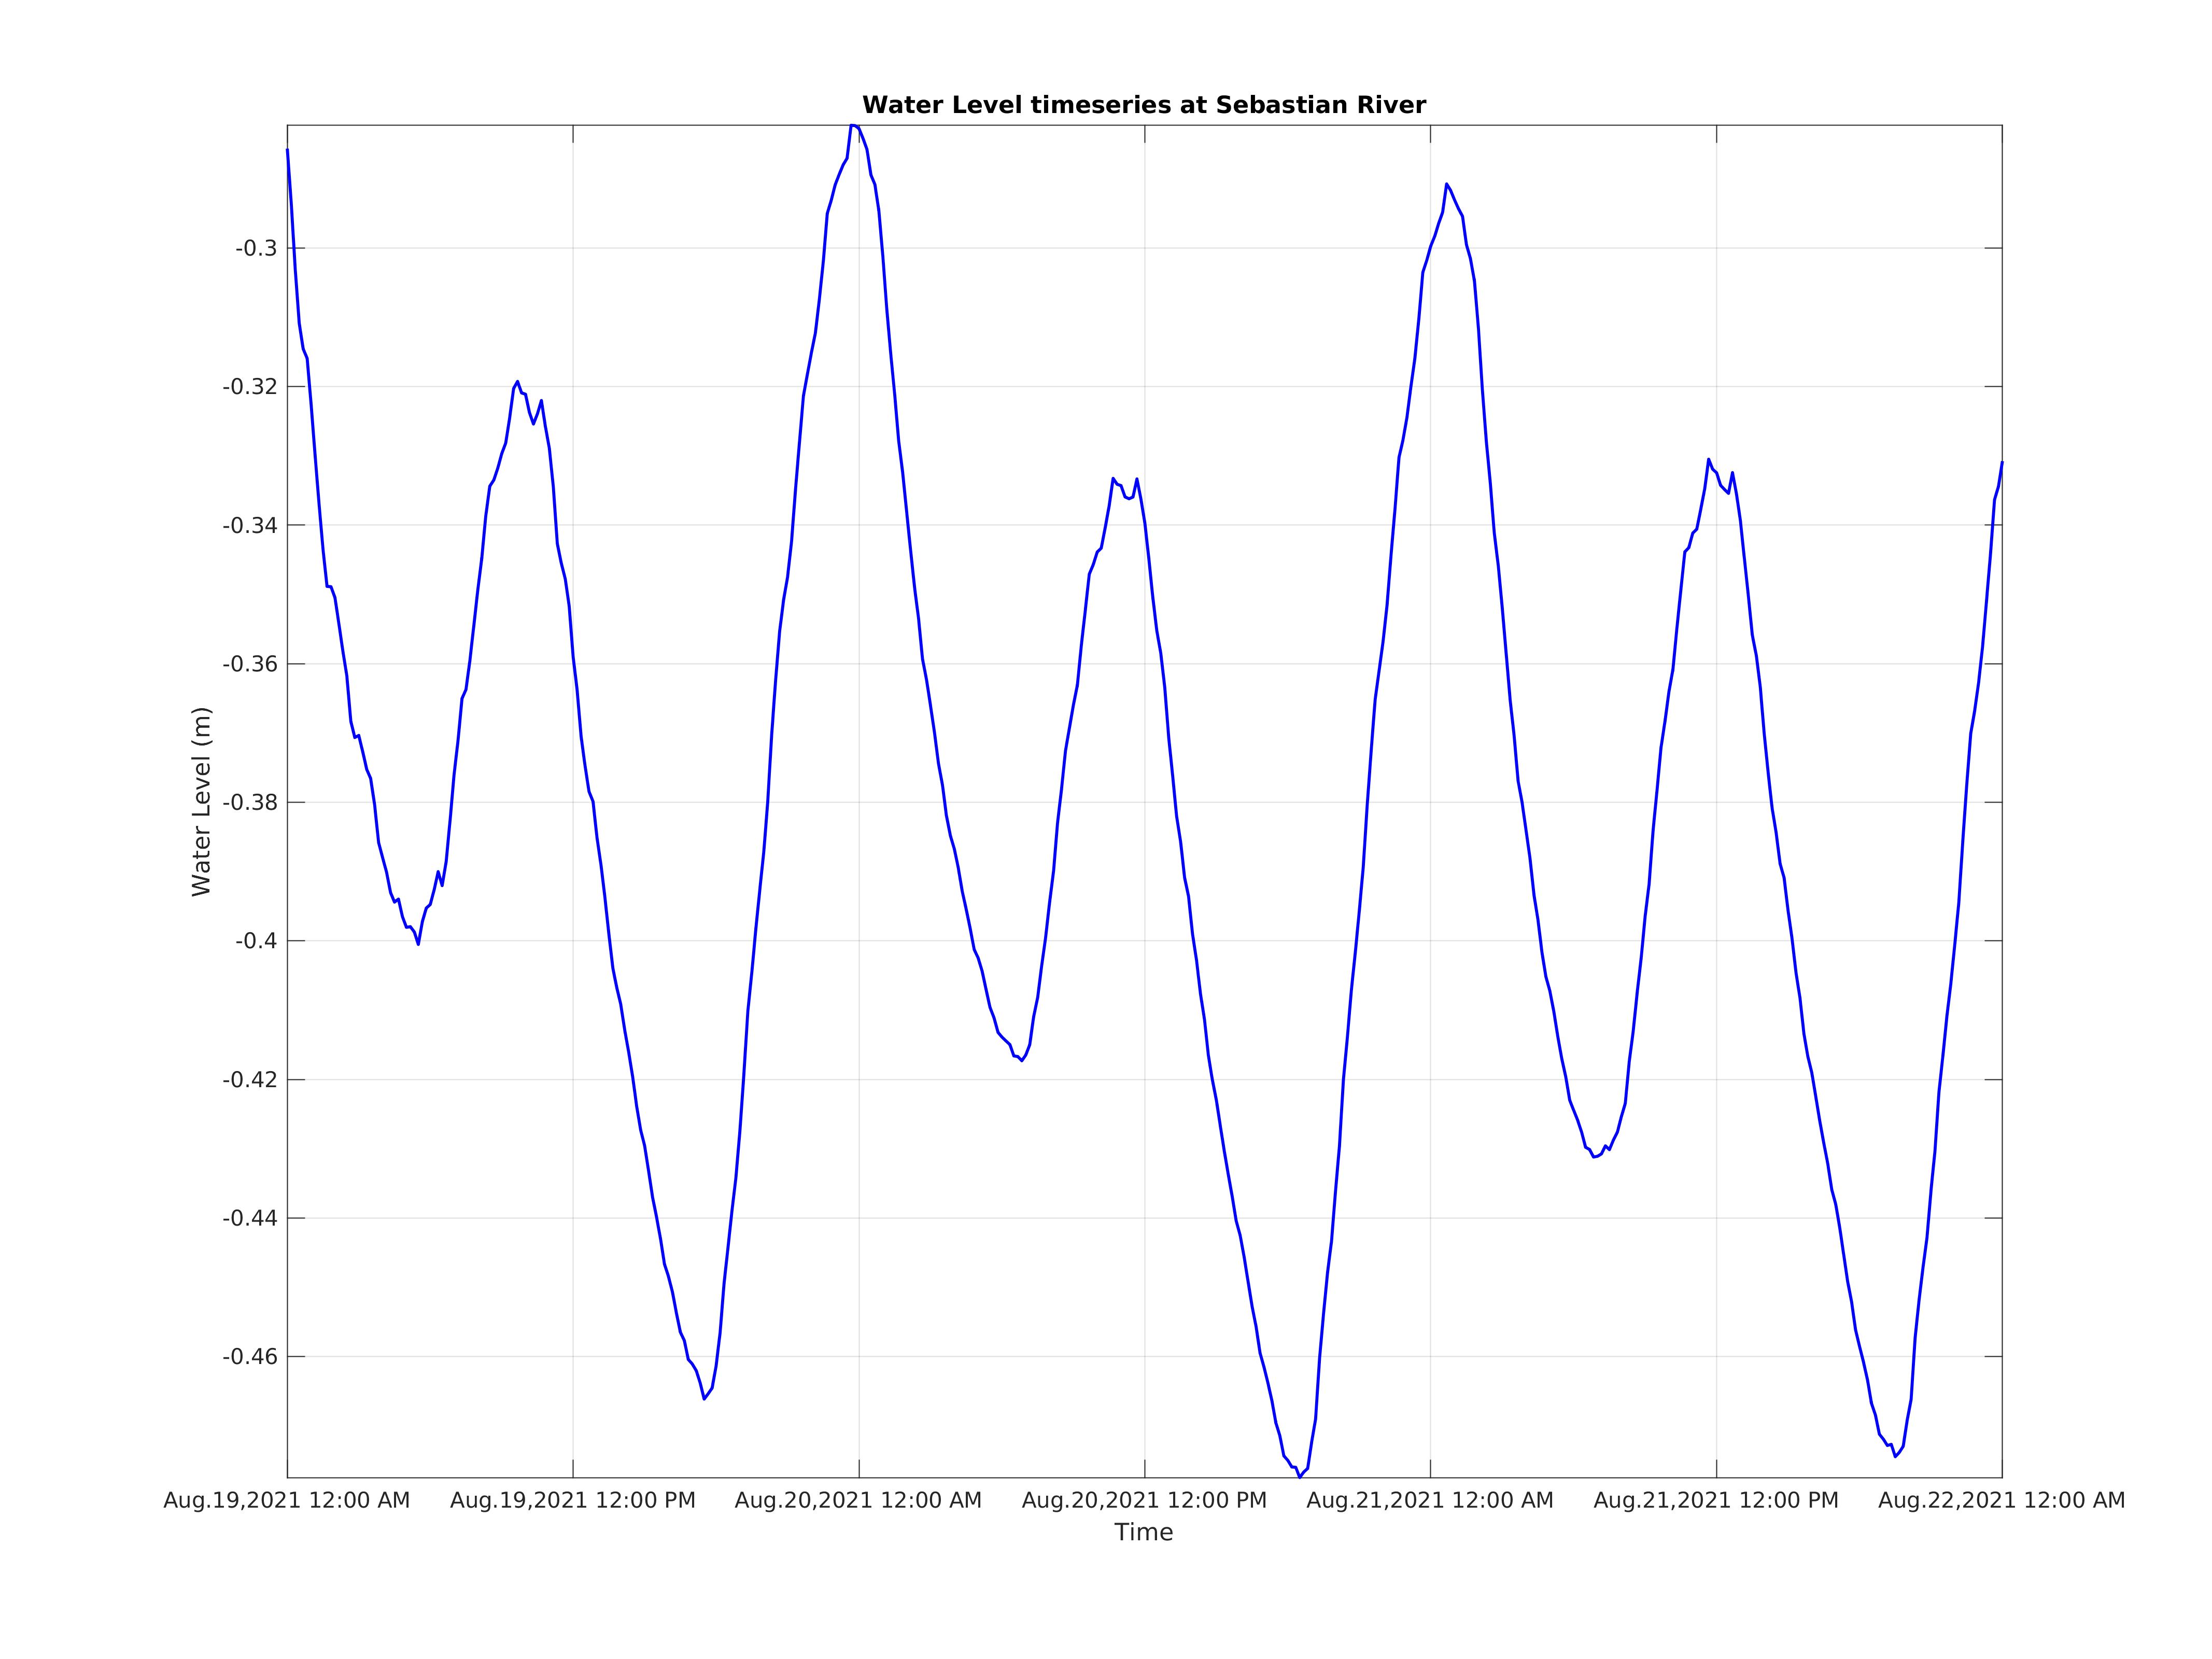 Water Level timeseries at Sebastian River
-0.3
-0.32
-0.34
-0.36
-0.38
-0.4
-0.42
-0.44
-0.46
Water Level (m)
Aug.19,2021 12:00 AM
Aug.19,2021 12:00 PM
Aug.20,2021 12:00 AM
Aug.20,2021 12:00 PM
Aug.21,2021 12:00 AM
Aug.21,2021 12:00 PM
Aug.22,2021 12:00 AM
Time